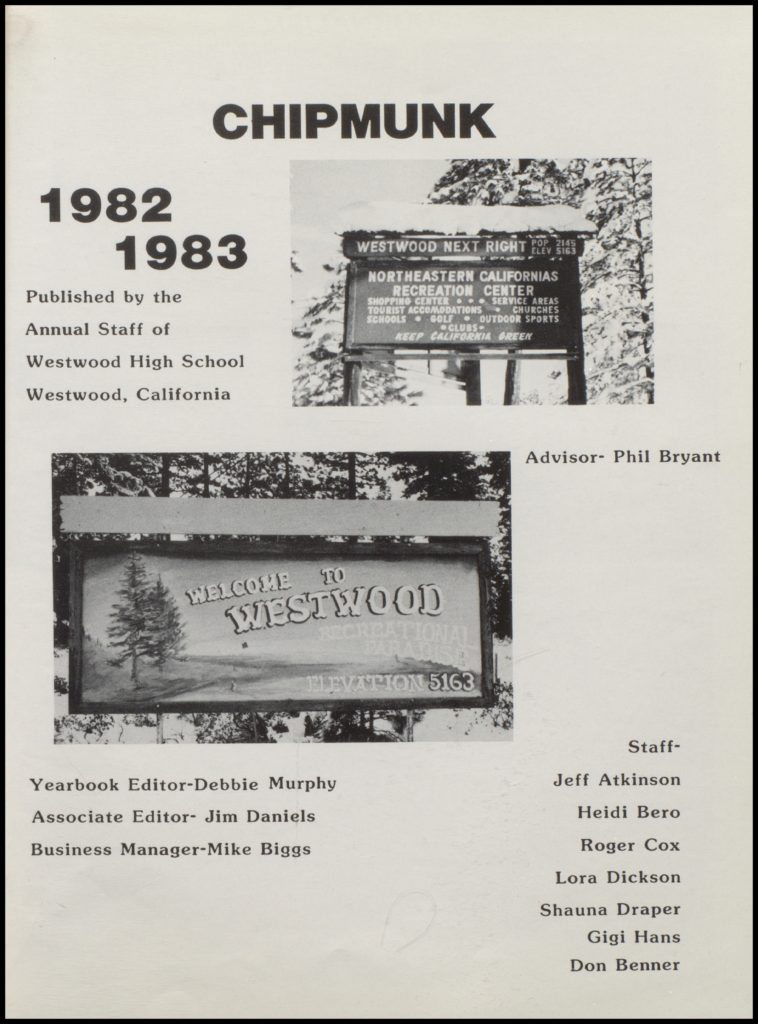 CHIPMUNK
1982
1983
Published by the
Annual Staff of
Westwood High School
Westwood, California
WESTWOOD NEXT RIGHT POP 2145
ELEV 5163
NORTHEASTERN CALIFORNIAS
RECREATION CENTER
SHOPPING CENTER • • • SERVICE AREAS
TOURIST ACCOMODATIONS • CHURCHES
SCHOOLS • GOLF • OUTDOOR SPORTS
•CLUBS•
KEEP CALIFORNIA GREEN
Advisor- Phil Bryant
WELCOME TO
WESTWOOD
RECREATIONAL
PARADISE
ELEVATION 5163
Yearbook Editor-Debbie Murphy
Associate Editor- Jim Daniels
Business Manager-Mike Biggs
Staff-
Jeff Atkinson
Heidi Bero
Roger Cox
Lora Dickson
Shauna Draper
Gigi Hans
Don Benner